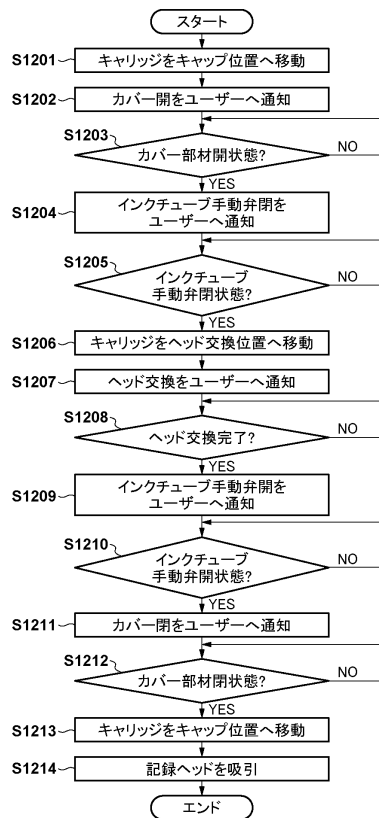 スタート
S1201
キャリッジをキャップ位置へ移動
S1202
カバー開をユーザーへ通知
S1203
カバー部材開状態?
NO
YES
S1204
インクチューブ手動弁閉を
ユーザーへ通知
S1205
インクチューブ
手動弁閉状態?
NO
YES
S1206
キャリッジをヘッド交換位置へ移動
S1207
ヘッド交換をユーザーへ通知
S1208
ヘッド交換完了?
NO
YES
S1209
インクチューブ手動弁開を
ユーザーへ通知
S1210
インクチューブ
手動弁開状態?
NO
YES
S1211
カバー閉をユーザーへ通知
S1212
カバー部材閉状態?
NO
YES
S1213
キャリッジをキャップ位置へ移動
S1214
記録ヘッドを吸引
エンド